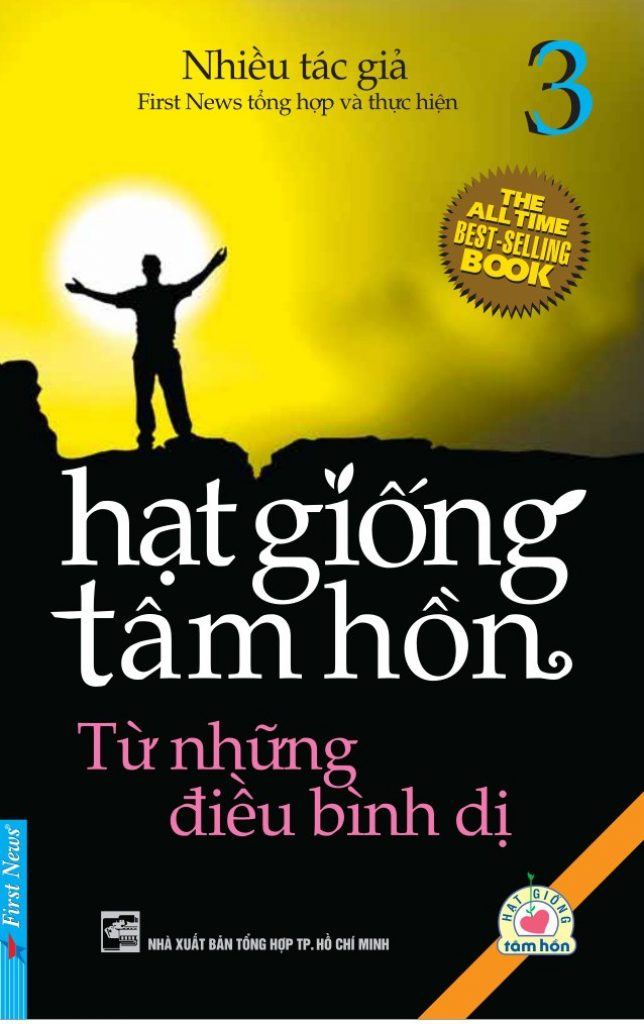 Nhiều tác giả
First News tổng hợp và thực hiện
3
THE
ALL TIME
BEST-SELLING
BOOK
hạt giống
tâm hồn
Từ những
điều bình dị
First News®
NHÀ XUẤT BẢN TỔNG HỢP TP. HỒ CHÍ MINH
HẠT GIỐNG
tâm hồn